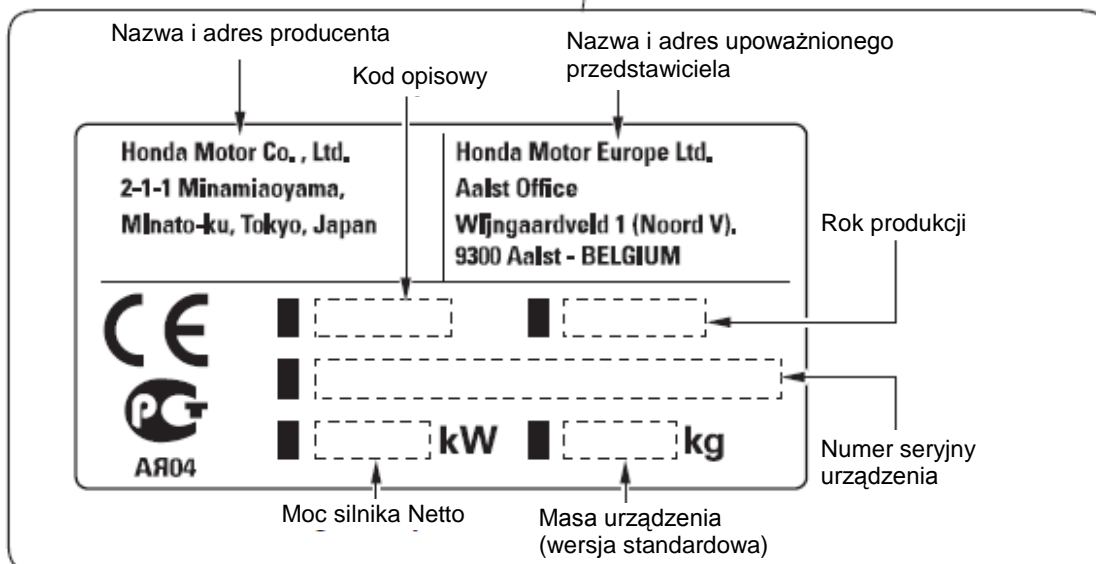 Nazwa i adres producenta
Nazwa i adres upoważnionego
przedstawiciela
Kod opisowy
Honda Motor Co., Ltd.
2-1-1 Minamiaoyama,
Minato-ku, Tokyo, Japan
Honda Motor Europe Ltd.
Aalst Office
Wijngaardveld 1 (Noord V).
9300 Aalst - BELGIUM
Rok produkcji
CE
РСТ
АЯ04
kW
kg
Numer seryjny
urządzenia
Moc silnika Netto
Masa urządzenia
(wersja standardowa)